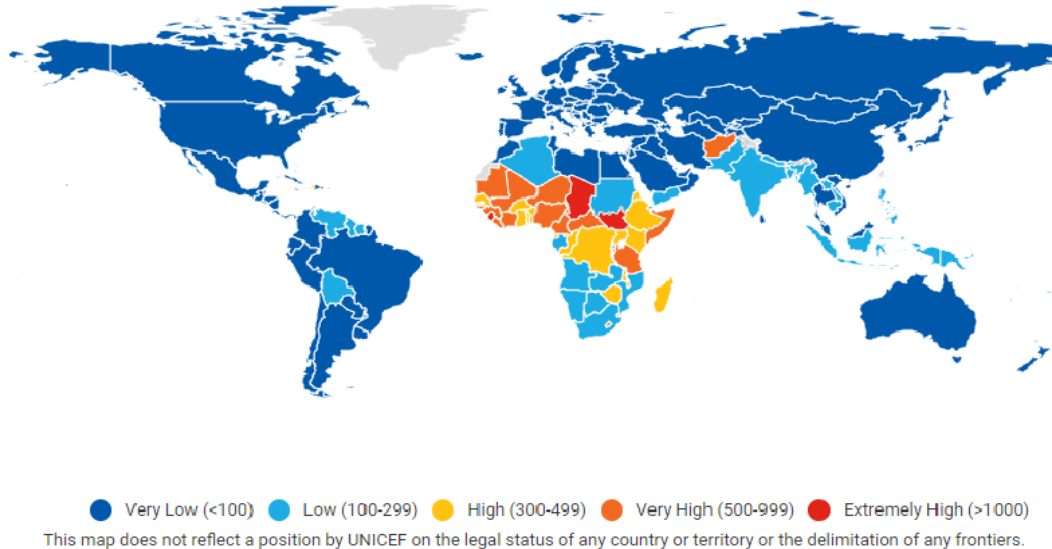 Very Low (<100) Low (100-299) High (300-499) Very High (500-999) Extremely High (>1000)
This map does not reflect a position by UNICEF on the legal status of any country or territory or the delimitation of any frontiers.